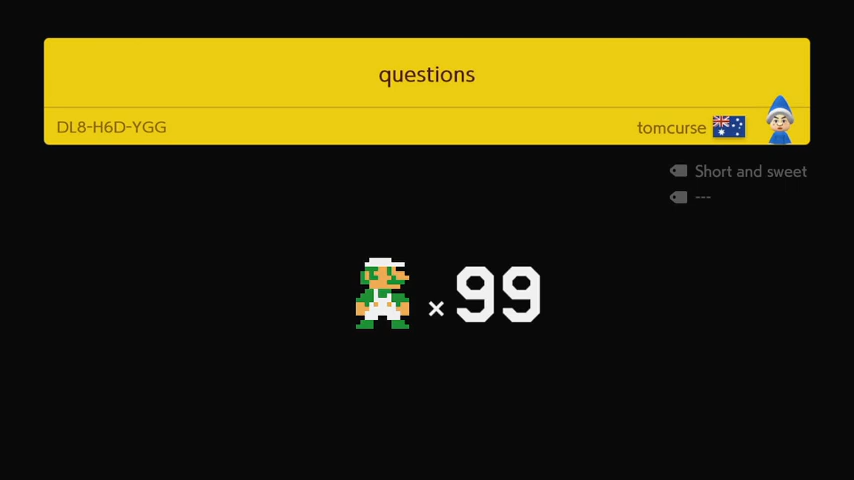 questions
DL8-H6D-YGG
tomcurse
Short and sweet
---
× 99